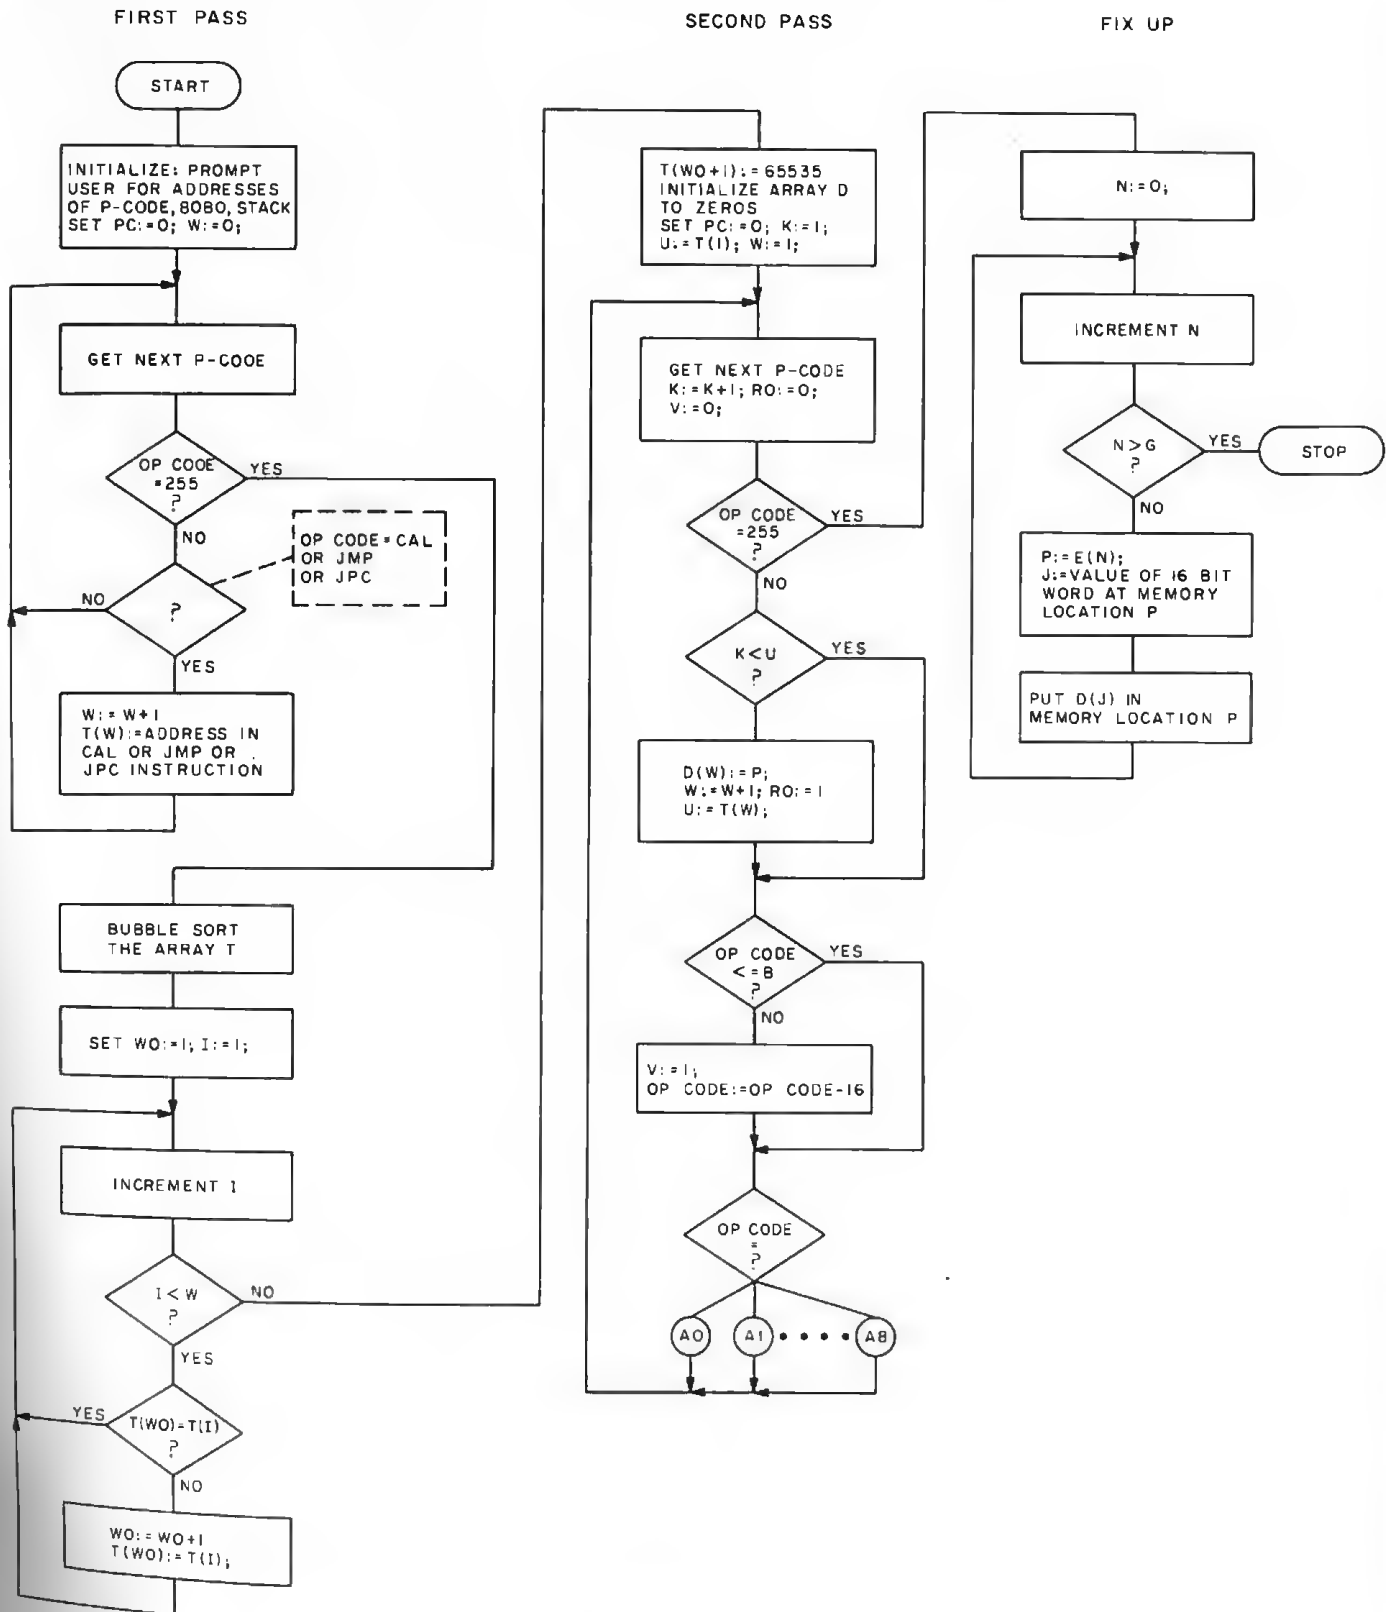 FIRST PASS
START
INITIALIZE: PROMPT
USER FOR ADDRESSES
OF P-CODE, 8080, STACK
SET PC:=0; W:=0;
GET NEXT P-COOE
OP CODE
=255
?
YES
NO
OP CODE=CAL
OR JMP
OR JPC
?
NO
YES
W:=W+1
T(W):=ADDRESS IN
CAL OR JMP OR
JPC INSTRUCTION
BUBBLE SORT
THE ARRAY T
SET WO:=1; I:=1;
INCREMENT I
I<W
?
NO
YES
T(WO)=T(I)
?
YES
NO
WO:=WO+1
T(WO):=T(I);
SECOND PASS
T(WO+1):=65535
INITIALIZE ARRAY D
TO ZEROS
SET PC:=0; K:=1;
U:=T(1); W:=1;
GET NEXT P-CODE
K:=K+1; RO:=0;
V:=0;
OP CODE
=255
?
YES
NO
K<U
?
YES
D(W):=P;
W:=W+1; RO:=1
U:=T(W);
OP CODE
<=8
?
YES
NO
V:=1;
OP CODE:=OP CODE-16
OP CODE
=
?
A0
A1
A8
FIX UP
N:=0;
INCREMENT N
N>G
?
YES
STOP
NO
P:=E(N);
J:=VALUE OF 16 BIT
WORD AT MEMORY
LOCATION P
PUT D(J) IN
MEMORY LOCATION P